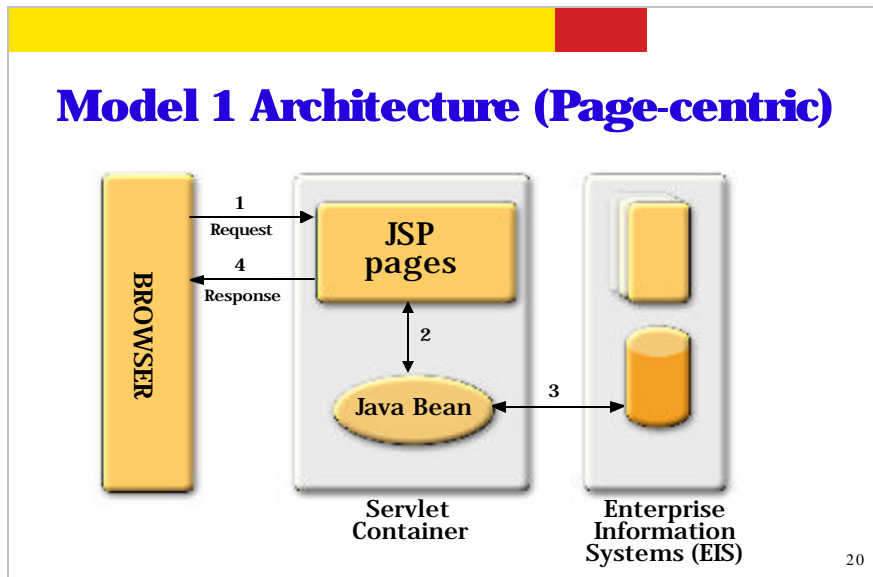 Model 1 Architecture (Page-centric)
BROWSER
1
Request
4
Response
JSP
pages
2
Java Bean
3
Servlet
Container
Enterprise
Information
Systems (EIS)
20